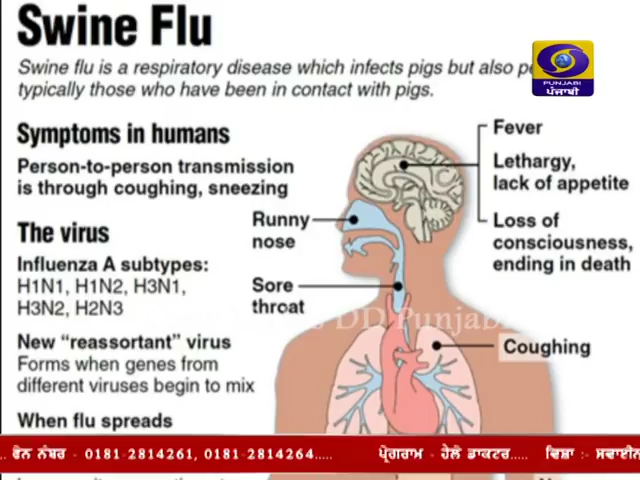 Swine Flu
Swine flu is a respiratory disease which infects pigs but also
typically those who have been in contact with pigs.
PUNJABI
ਪੰਜਾਬੀ
Symptoms in humans
Person-to-person transmission
is through coughing, sneezing
The virus
Influenza A subtypes:
H1N1, H1N2, H3N1,
H3N2, H2N3
New “reassortant” virus
Forms when genes from
different viruses begin to mix
When flu spreads
Fever
Lethargy,
lack of appetite
Loss of
consciousness,
ending in death
Runny
nose
Sore
throat
DD Punjabi
Coughing
... ਫੋਨ ਨੰਬਰ - 0181-2814261, 0181-2814264..... ਪ੍ਰੋਗਰਾਮ - ਹੈਲੋ ਡਾਕਟਰ..... ਵਿਸ਼ਾ :- ਸਵਾਈਨ